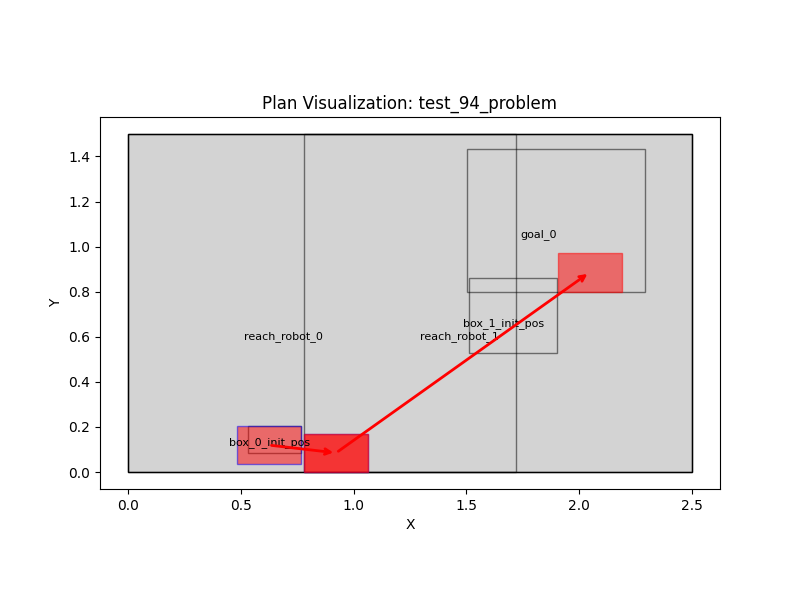 Plan Visualization: test_94_problem
1.4
1.2
1.0
0.8
0.6
0.4
0.2
0.0
Y
goal_0
box_1_init_pos
reach_robot_0
reach_robot_1
box_0_init_pos
0.0 0.5 1.0 1.5 2.0 2.5
X